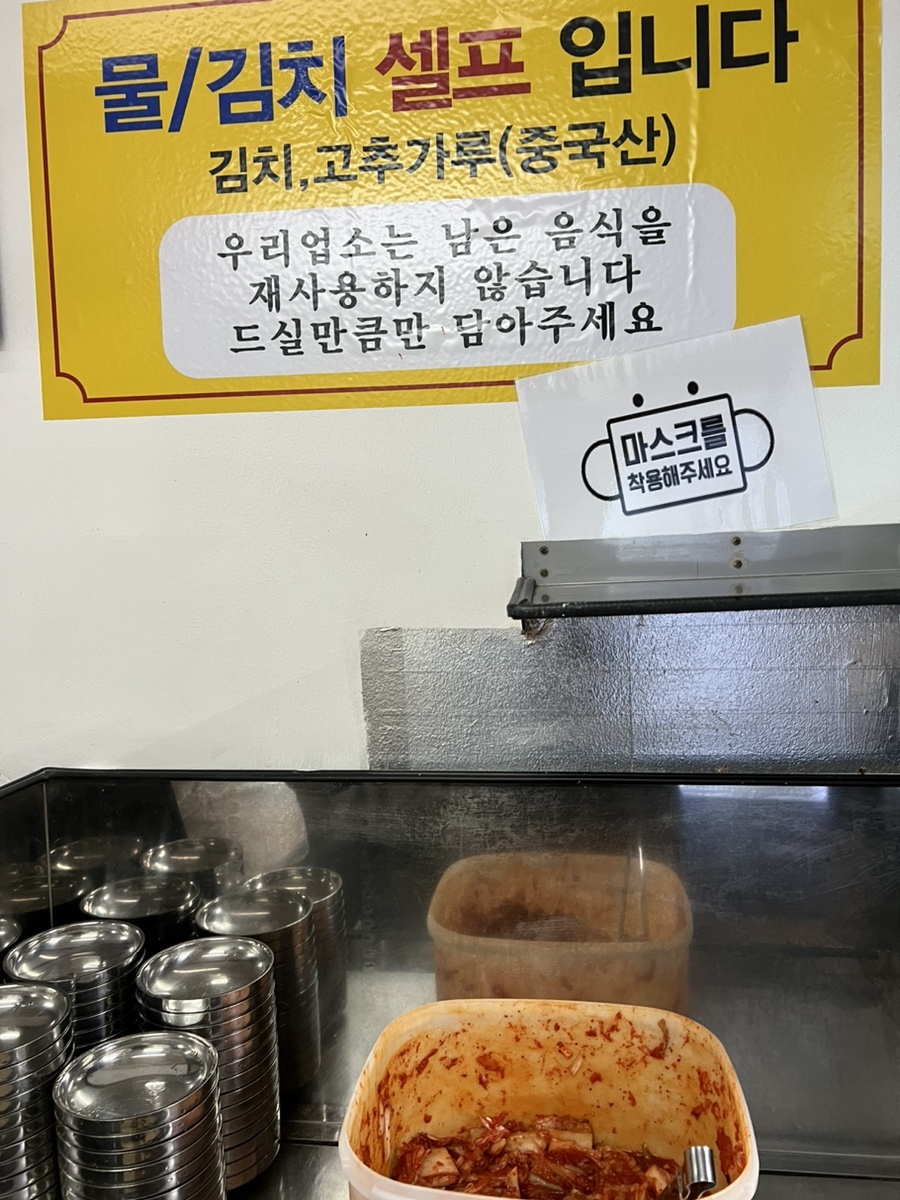 물/김치 셀프 입니다
김치,고추가루(중국산)
우리업소는 남은 음식을
재사용하지 않습니다
드실만큼만 담아주세요
마스크를
착용해주세요